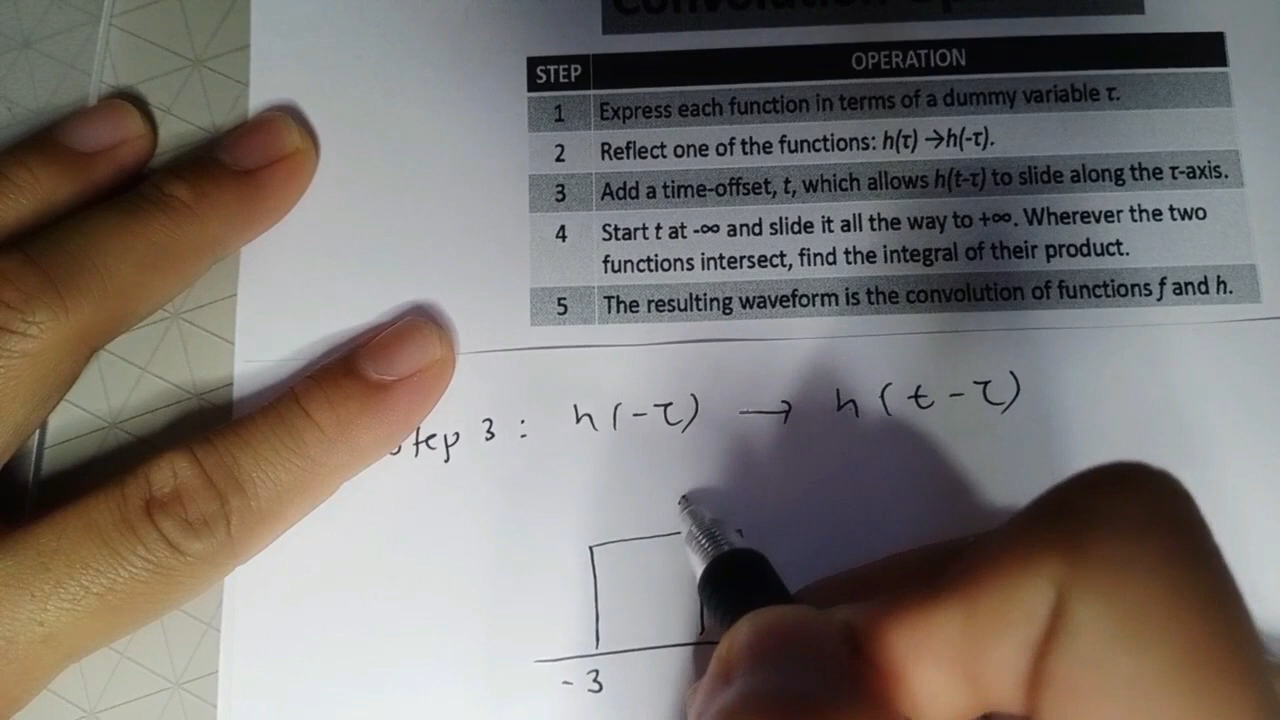 STEP OPERATION
1 Express each function in terms of a dummy variable τ.
2 Reflect one of the functions: h(τ) →h(-τ).
3 Add a time-offset, t, which allows h(t-τ) to slide along the τ-axis.
4 Start t at -∞ and slide it all the way to +∞. Wherever the two
functions intersect, find the integral of their product.
5 The resulting waveform is the convolution of functions f and h.
step 3 : h(-τ) → h(t-τ)
-3